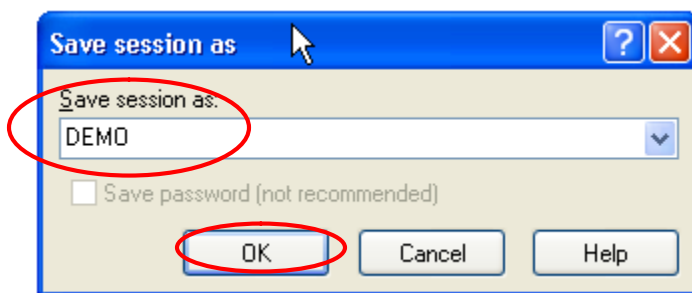 Save session as
Save session as:
DEMO
Save password (not recommended)
OK Cancel Help